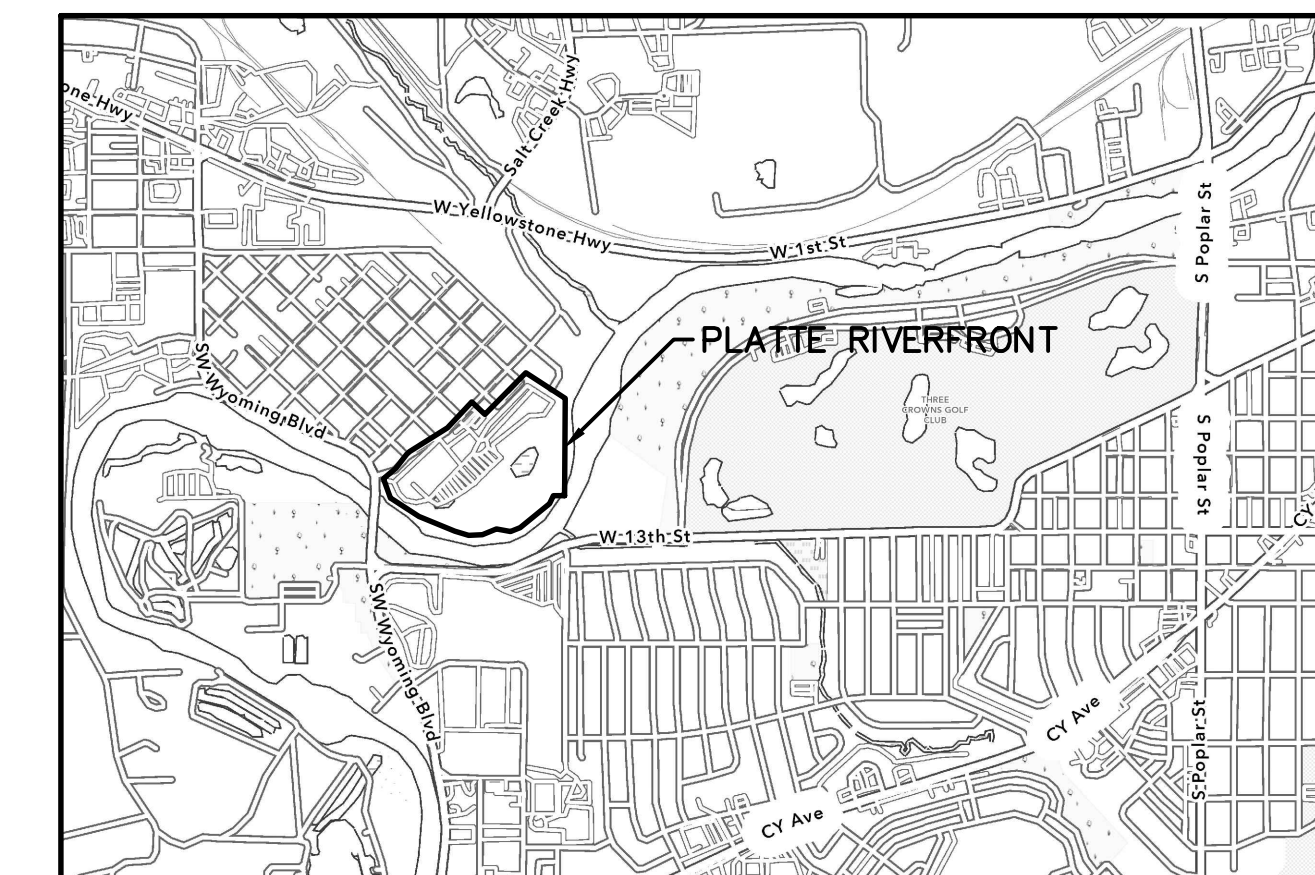 one Hwy
Salt Creek Hwy
W Yellowstone Hwy
W 1st St
S Poplar St
PLATTE RIVERFRONT
SW Wyoming Blvd
THREE
CROWNS GOLF
CLUB
S Poplar St
W 13th St
SW Wyoming Blvd
CY Ave
S Poplar St
CY Ave